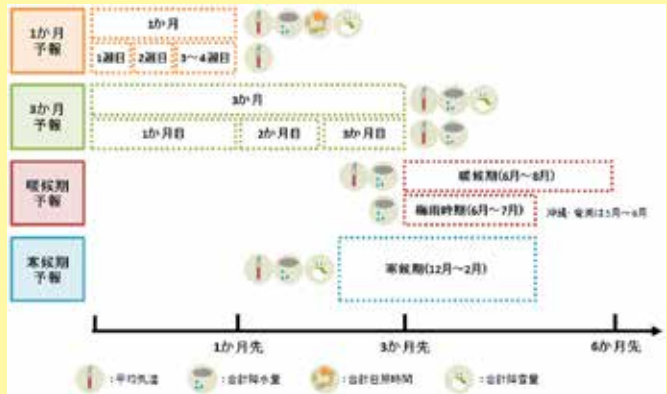 1か月
予報
1か月
1週目 2週目 3～4週目
3か月
予報
3か月
1か月目 2か月目 3か月目
暖候期
予報
暖候期(6月～8月)
梅雨時期(6月～7月)
沖縄・奄美は5月～6月
寒候期
予報
寒候期(12月～2月)
1か月先 3か月先 6か月先
:平均気温 :合計降水量 :合計日照時間 :合計降雪量